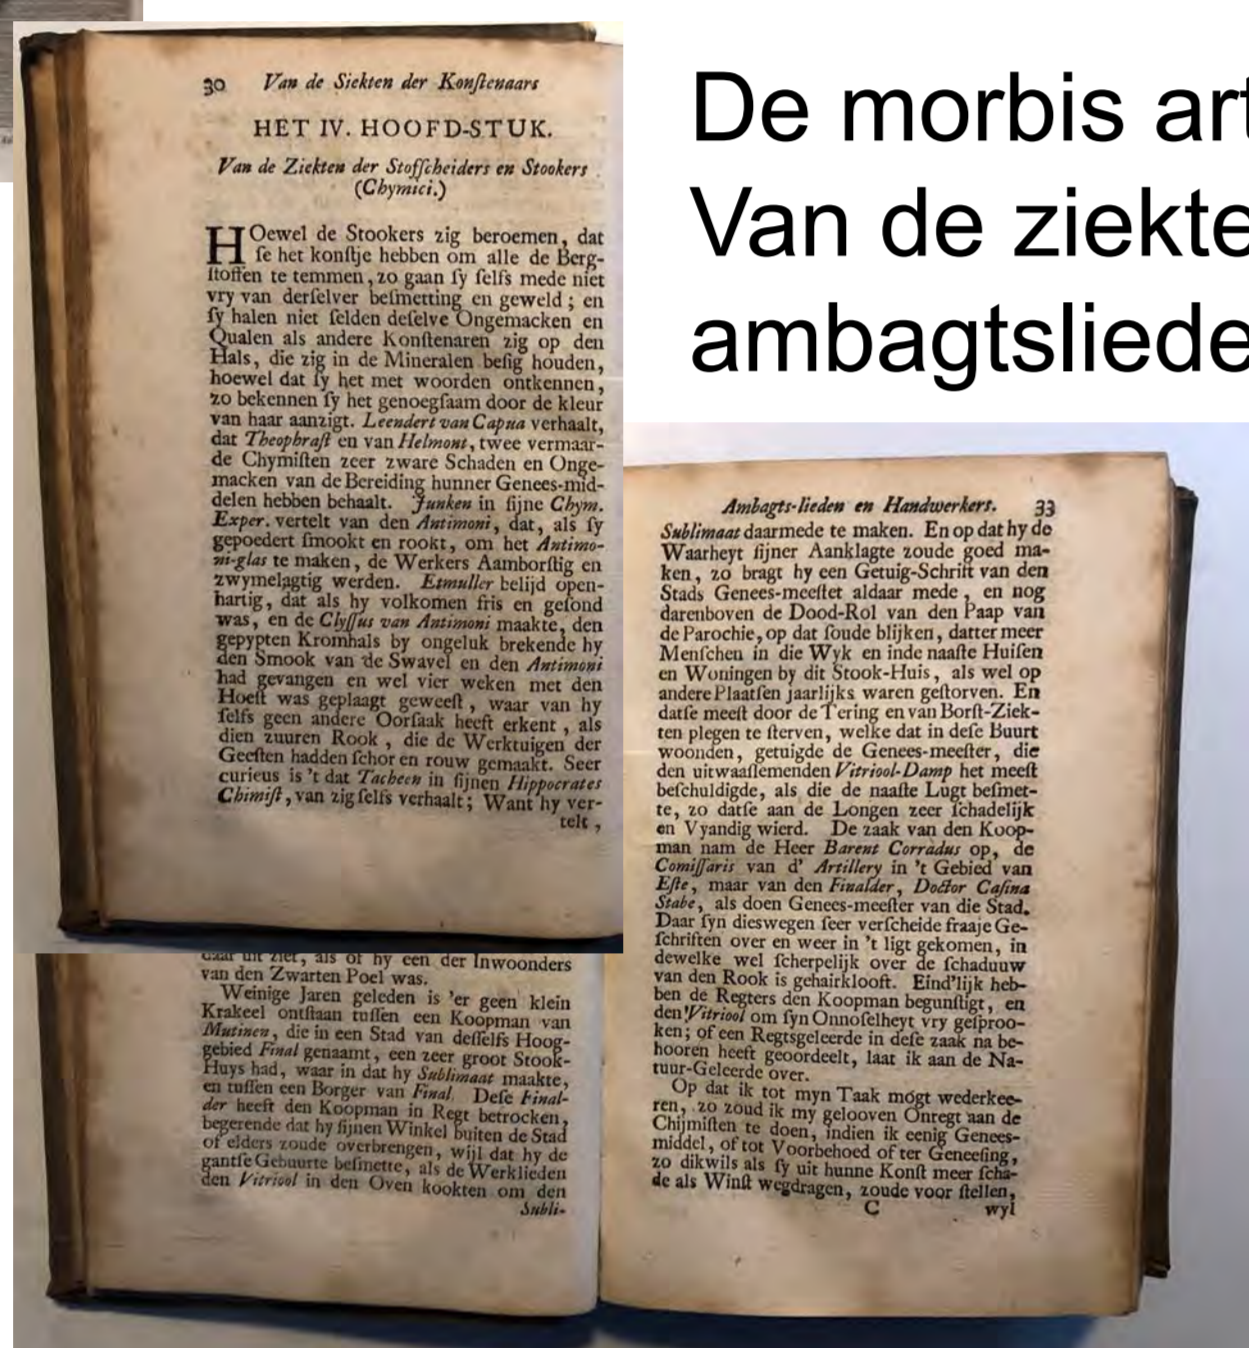 De morbis art
Van de ziekte
ambagtsliede
30 Van de Siekten der Konſtenaars
HET IV. HOOFD-STUK.
Van de Ziekten der Stofſcheiders en Stookers
(Chymici.)
HOewel de Stookers zig beroemen, dat
ſe het konſtje hebben om alle de Berg-
ſtoffen te temmen, zo gaan ſy ſelfs mede niet
vry van derſelver beſmetting en geweld; en
ſy halen niet ſelden deſelve Ongemacken en
Qualen als andere Konſtenaren zig op den
Hals, die zig in de Mineralen beſig houden,
hoewel dat ſy het met woorden ontkennen,
zo bekennen ſy het genoegſaam door de kleur
van haar aanzigt. Leendert van Capua verhaalt,
dat Theophraſt en van Helmont, twee vermaar-
de Chymiſten zeer zware Schaden en Onge-
macken van de Bereiding hunner Genees-mid-
delen hebben behaalt. Junken in ſijne Chym.
Exper. vertelt van den Antimoni, dat, als ſy
gepoedert ſmookt en rookt, om het Antimo-
ni-glas te maken, de Werkers Aamborſtig en
zwymelagtig werden. Etmuller belijd open-
hartig, dat als hy volkomen fris en geſond
was, en de Clyſſus van Antimoni maakte, den
gepypten Kromhals by ongeluk brekende hy
den Smook van de Swavel en den Antimoni
had gevangen en wel vier weken met den
Hoeſt was geplaagt geweeſt, waar van hy
ſelfs geen andere Oorſaak heeft erkent, als
dien zuuren Rook, die de Werktuigen der
Geeſten hadden ſchor en rouw gemaakt. Seer
curieus is 't dat Tacheen in ſijnen Hippocrates
Chimiſt, van zig ſelfs verhaalt; Want hy ver-
telt,
daar uit ziet, als of hy een der Inwoonders
van den Zwarten Poel was.
Weinige Jaren geleden is 'er geen klein
Krakeel ontſtaan tuſſen een Koopman van
Mutinen, die in een Stad van deſſelfs Hoog-
gebied Final genaamt, een zeer groot Stook-
Huys had, waar in dat hy Sublimaat maakte,
en tuſſen een Borger van Final. Deſe Final-
der heeft den Koopman in Regt betrocken,
begerende dat hy ſijnen Winkel buiten de Stad
of elders zoude overbrengen, wijl dat hy de
gantſe Gebuurte beſmette, als de Werklieden
den Vitriool in den Oven kookten om den
Subli-
Ambagts-lieden en Handwerkers. 33
Sublimaat daarmede te maken. En op dat hy de
Waarheyt ſijner Aanklagte zoude goed ma-
ken, zo bragt hy een Getuig-Schrift van den
Stads Genees-meeſter aldaar mede, en nog
darenboven de Dood-Rol van den Paap van
de Parochie, op dat ſoude blijken, datter meer
Menſchen in die Wyk en inde naaſte Huiſen
en Woningen by dit Stook-Huis, als wel op
andere Plaatſen jaarlijks waren geſtorven. En
datſe meeſt door de Tering en van Borſt-Ziek-
ten plegen te ſterven, welke dat in deſe Buurt
woonden, getuigde de Genees-meeſter, die
den uitwaaſſemenden Vitriool-Damp het meeſt
beſchuldigde, als die de naaſte Lugt beſmet-
te, zo datſe aan de Longen zeer ſchadelijk
en Vyandig wierd. De zaak van den Koop-
man nam de Heer Barent Corradus op, de
Comiſſaris van d' Artillery in 't Gebied van
Eſte, maar van den Finalder, Doctor Caſina
Stabe, als doen Genees-meeſter van die Stad.
Daar ſyn dieswegen ſeer verſcheide fraaje Ge-
ſchriften over en weer in 't ligt gekomen, in
dewelke wel ſcherpelijk over de ſchaduuw
van den Rook is gehairklooft. Eind'lijk heb-
ben de Regters den Koopman begunſtigt, en
den Vitriool om ſyn Onnoſelheyt vry geſproo-
ken; of een Regtsgeleerde in deſe zaak na be-
hooren heeft geoordeelt, laat ik aan de Na-
tuur-Geleerde over.
Op dat ik tot myn Taak mogt wederkee-
ren, zo zoud ik my gelooven Onregt aan de
Chijmiſten te doen, indien ik eenig Genees-
middel, of tot Voorbehoed of ter Geneeſing,
zo dikwils als ſy uit hunne Konſt meer ſcha-
de als Winſt wegdragen, zoude voor ſtellen,
C wyl